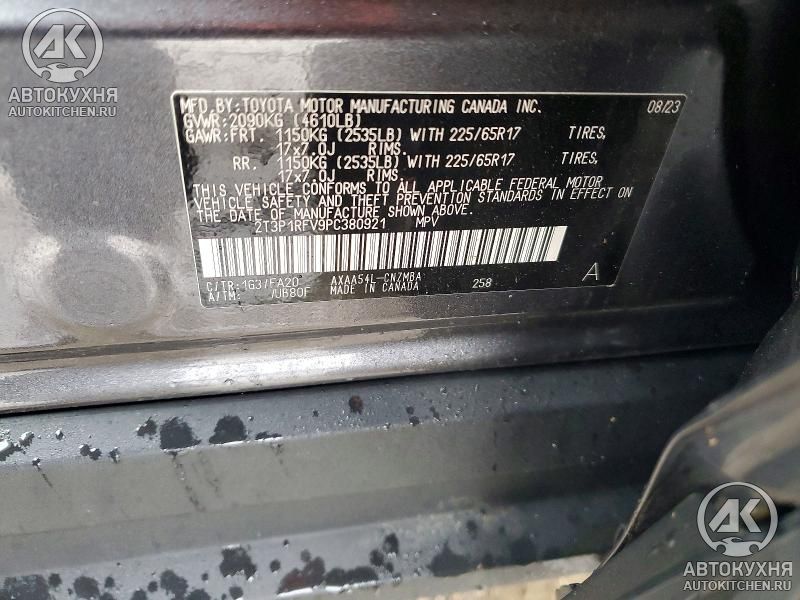 AK
АВТОКУХНЯ
AUTOKITCHEN.RU
MFD.BY:TOYOTA MOTOR MANUFACTURING CANADA INC. 08/23
GVWR:2090KG (4610LB)
GAWR:FRT. 1150KG (2535LB) WITH 225/65R17 TIRES,
17x7.0J RIMS.
RR. 1150KG (2535LB) WITH 225/65R17 TIRES,
17x7.0J RIMS.
THIS VEHICLE CONFORMS TO ALL APPLICABLE FEDERAL MOTOR
VEHICLE SAFETY AND THEFT PREVENTION STANDARDS IN EFFECT ON
THE DATE OF MANUFACTURE SHOWN ABOVE.
2T3P1RFV9PC380921 MPV
C/TR:1G3/FA20 AXAA54L-CNZMBA 258 A
A/TM: /UB80F MADE IN CANADA
AK
АВТОКУХНЯ
AUTOKITCHEN.RU